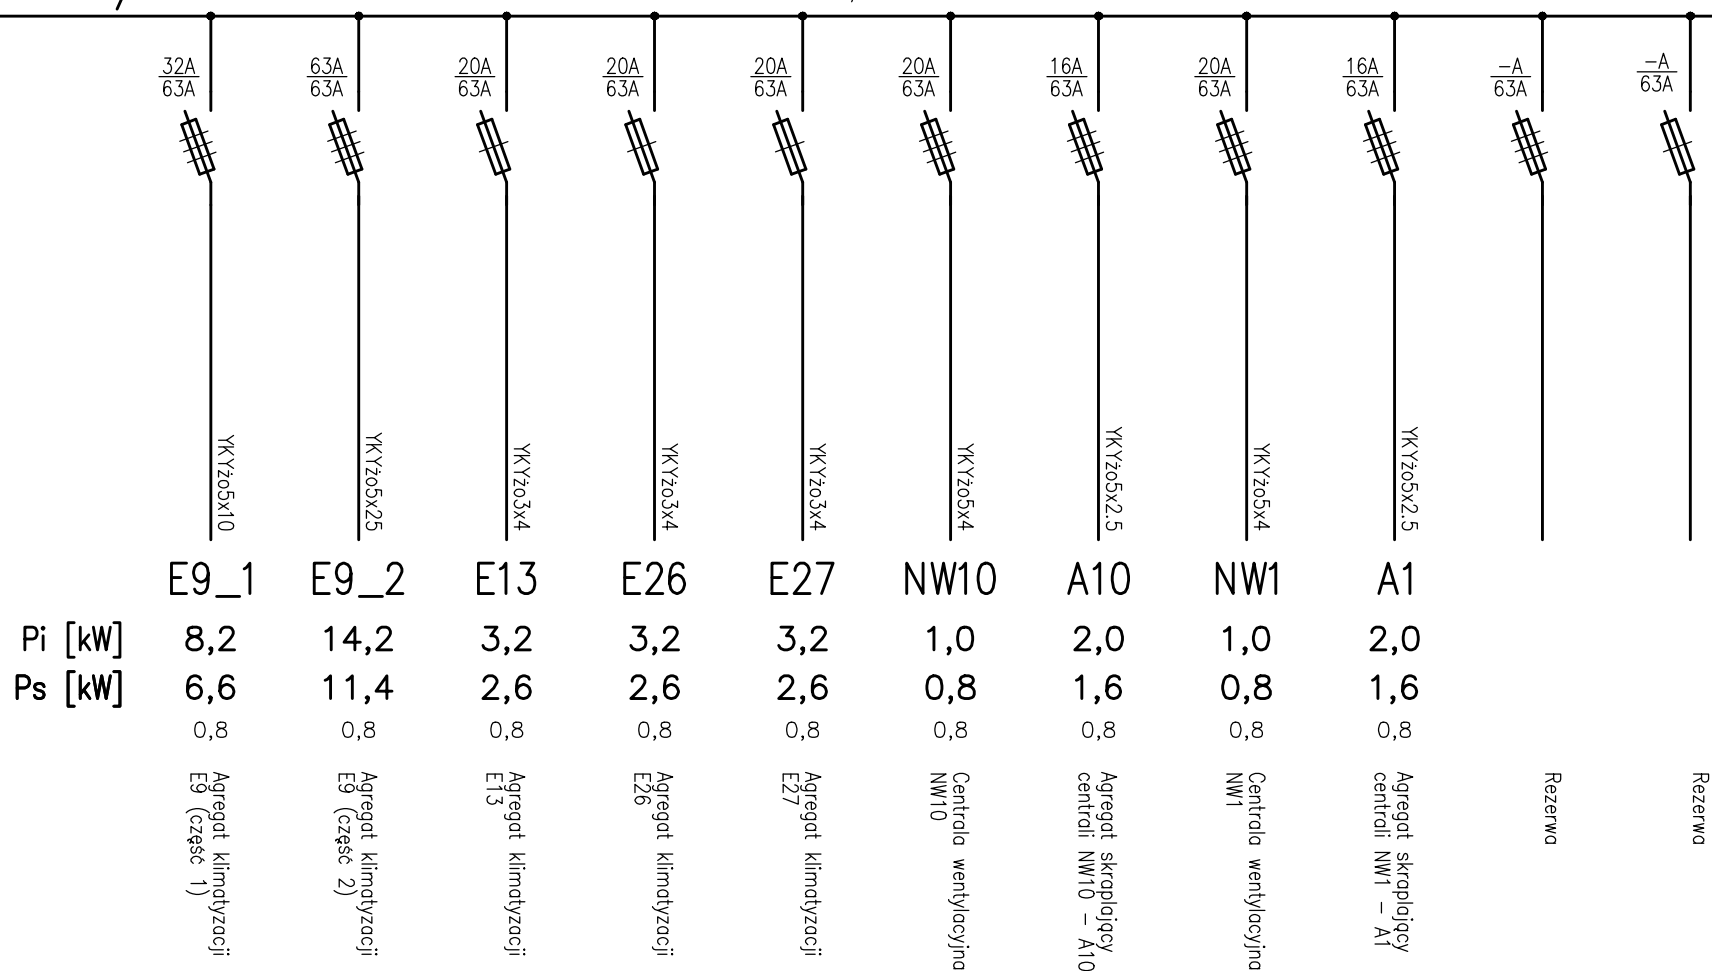 32A 63A 20A 20A 20A 20A 16A 20A 16A -A -A
63A 63A 63A 63A 63A 63A 63A 63A 63A 63A 63A
YKYżo5x10 YKYżo5x25 YKYżo3x4 YKYżo3x4 YKYżo3x4 YKYżo5x4 YKYżo5x2.5 YKYżo5x4 YKYżo5x2.5
E9_1 E9_2 E13 E26 E27 NW10 A10 NW1 A1
Pi [kW] 8,2 14,2 3,2 3,2 3,2 1,0 2,0 1,0 2,0
Ps [kW] 6,6 11,4 2,6 2,6 2,6 0,8 1,6 0,8 1,6
0,8 0,8 0,8 0,8 0,8 0,8 0,8 0,8 0,8
Agregat klimatyzacji
E9 (część 1)
Agregat klimatyzacji
E9 (część 2)
Agregat klimatyzacji
E13
Agregat klimatyzacji
E26
Agregat klimatyzacji
E27
Centrala wentylacyjna
NW10
Agregat skraplający
centrali NW10 - A10
Centrala wentylacyjna
NW1
Agregat skraplający
centrali NW1 - A1
Rezerwa
Rezerwa